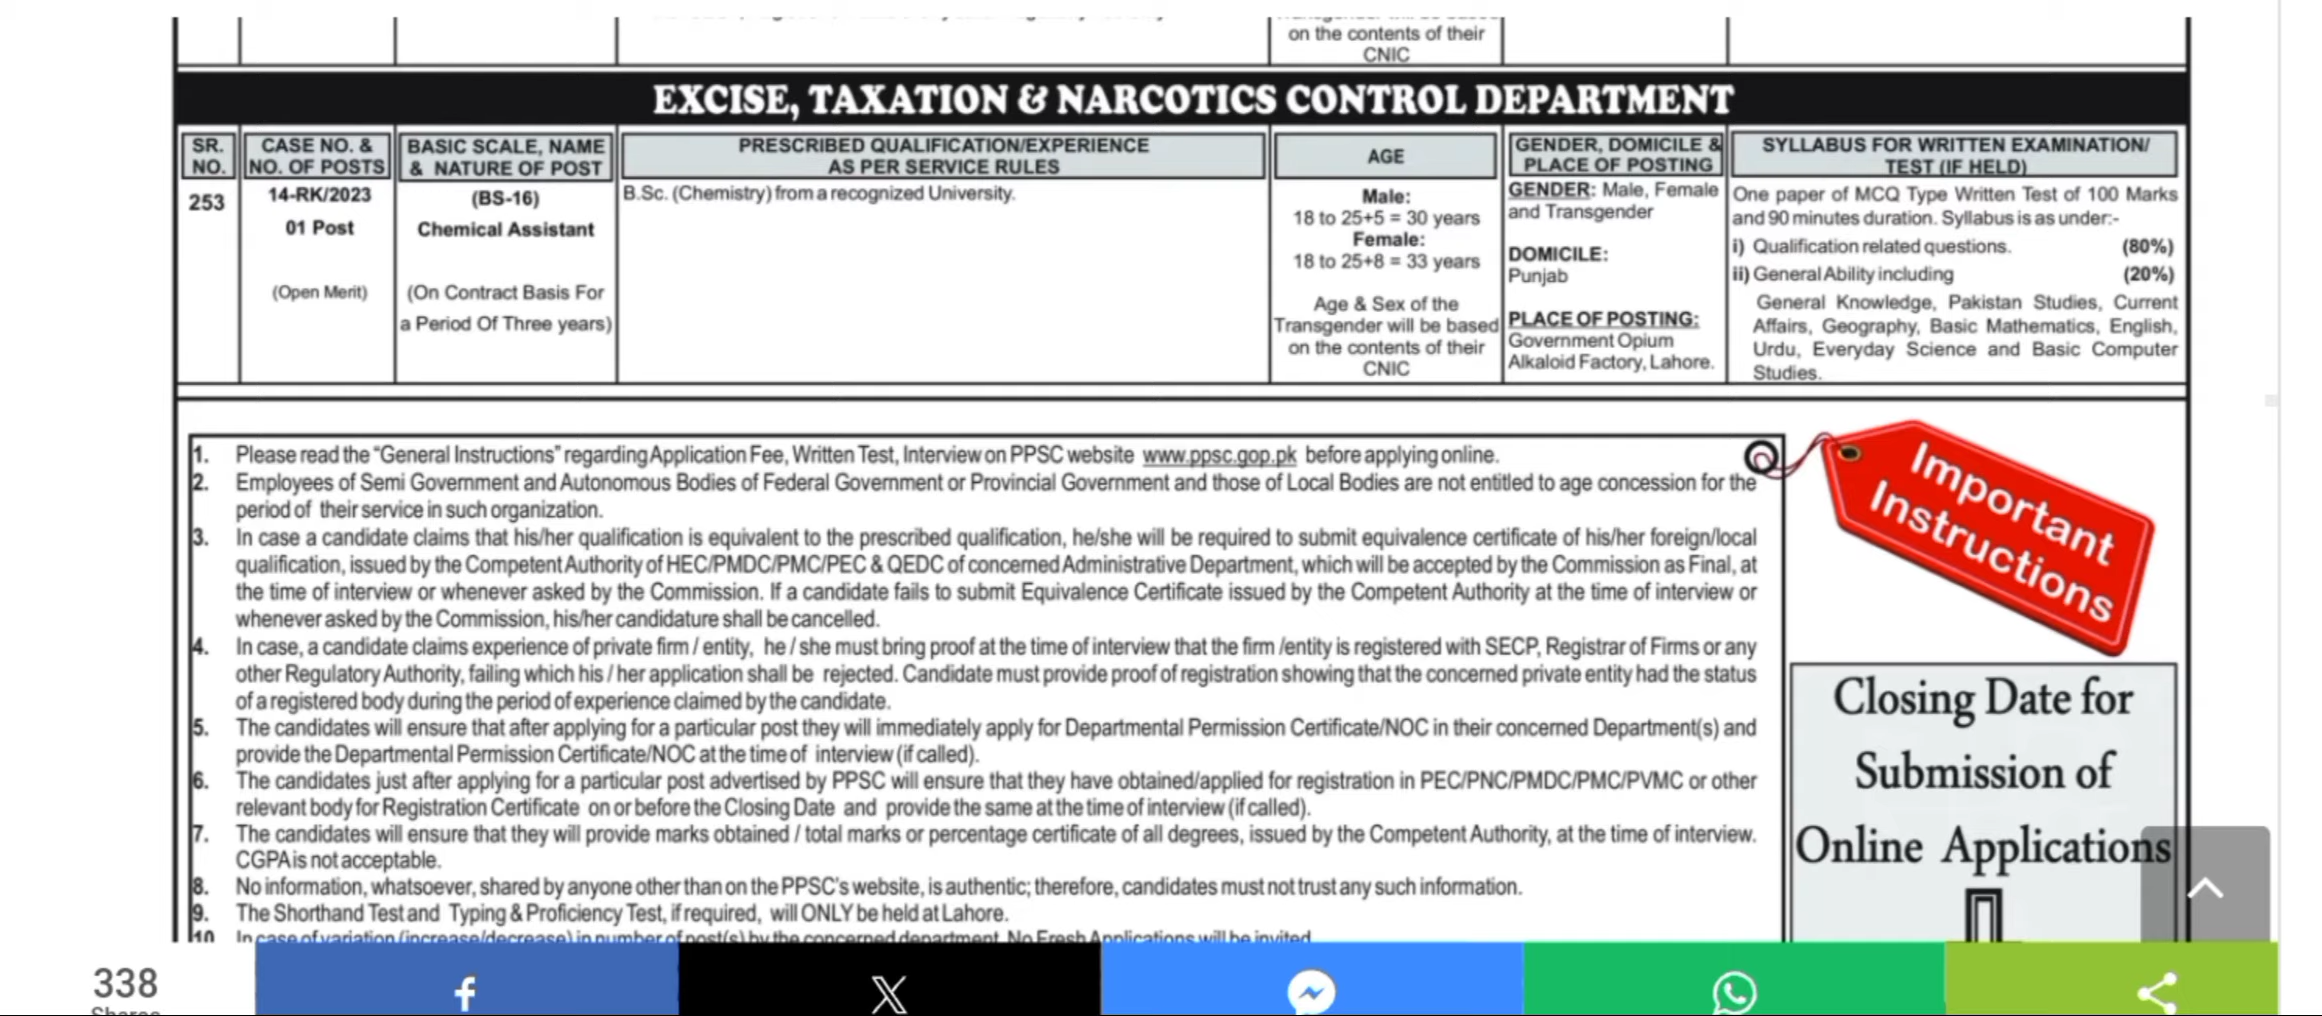 on the contents of their
CNIC
EXCISE, TAXATION & NARCOTICS CONTROL DEPARTMENT
SR. NO.
CASE NO. & NO. OF POSTS
BASIC SCALE, NAME & NATURE OF POST
PRESCRIBED QUALIFICATION/EXPERIENCE AS PER SERVICE RULES
AGE
GENDER, DOMICILE & PLACE OF POSTING
SYLLABUS FOR WRITTEN EXAMINATION/ TEST (IF HELD)
253
14-RK/2023
01 Post
(Open Merit)
(BS-16)
Chemical Assistant
(On Contract Basis For
a Period Of Three years)
B.Sc. (Chemistry) from a recognized University.
Male:
18 to 25+5 = 30 years
Female:
18 to 25+8 = 33 years
Age & Sex of the
Transgender will be based
on the contents of their
CNIC
GENDER: Male, Female
and Transgender
DOMICILE:
Punjab
PLACE OF POSTING:
Government Opium
Alkaloid Factory, Lahore.
One paper of MCQ Type Written Test of 100 Marks
and 90 minutes duration. Syllabus is as under:-
i) Qualification related questions. (80%)
ii) General Ability including (20%)
General Knowledge, Pakistan Studies, Current
Affairs, Geography, Basic Mathematics, English,
Urdu, Everyday Science and Basic Computer
Studies.
1. Please read the “General Instructions” regarding Application Fee, Written Test, Interview on PPSC website www.ppsc.gop.pk before applying online.
2. Employees of Semi Government and Autonomous Bodies of Federal Government or Provincial Government and those of Local Bodies are not entitled to age concession for the
period of their service in such organization.
3. In case a candidate claims that his/her qualification is equivalent to the prescribed qualification, he/she will be required to submit equivalence certificate of his/her foreign/local
qualification, issued by the Competent Authority of HEC/PMDC/PMC/PEC & QEDC of concerned Administrative Department, which will be accepted by the Commission as Final, at
the time of interview or whenever asked by the Commission. If a candidate fails to submit Equivalence Certificate issued by the Competent Authority at the time of interview or
whenever asked by the Commission, his/her candidature shall be cancelled.
4. In case, a candidate claims experience of private firm / entity, he / she must bring proof at the time of interview that the firm /entity is registered with SECP, Registrar of Firms or any
other Regulatory Authority, failing which his / her application shall be rejected. Candidate must provide proof of registration showing that the concerned private entity had the status
of a registered body during the period of experience claimed by the candidate.
5. The candidates will ensure that after applying for a particular post they will immediately apply for Departmental Permission Certificate/NOC in their concerned Department(s) and
provide the Departmental Permission Certificate/NOC at the time of interview (if called).
6. The candidates just after applying for a particular post advertised by PPSC will ensure that they have obtained/applied for registration in PEC/PNC/PMDC/PMC/PVMC or other
relevant body for Registration Certificate on or before the Closing Date and provide the same at the time of interview (if called).
7. The candidates will ensure that they will provide marks obtained / total marks or percentage certificate of all degrees, issued by the Competent Authority, at the time of interview.
CGPA is not acceptable.
8. No information, whatsoever, shared by anyone other than on the PPSC's website, is authentic; therefore, candidates must not trust any such information.
9. The Shorthand Test and Typing & Proficiency Test, if required, will ONLY be held at Lahore.
10. In case of variation (increase/decrease) in number of post(s) by the concerned department, No Fresh Applications will be invited.
Important
Instructions
Closing Date for
Submission of
Online Applications
338
Shares